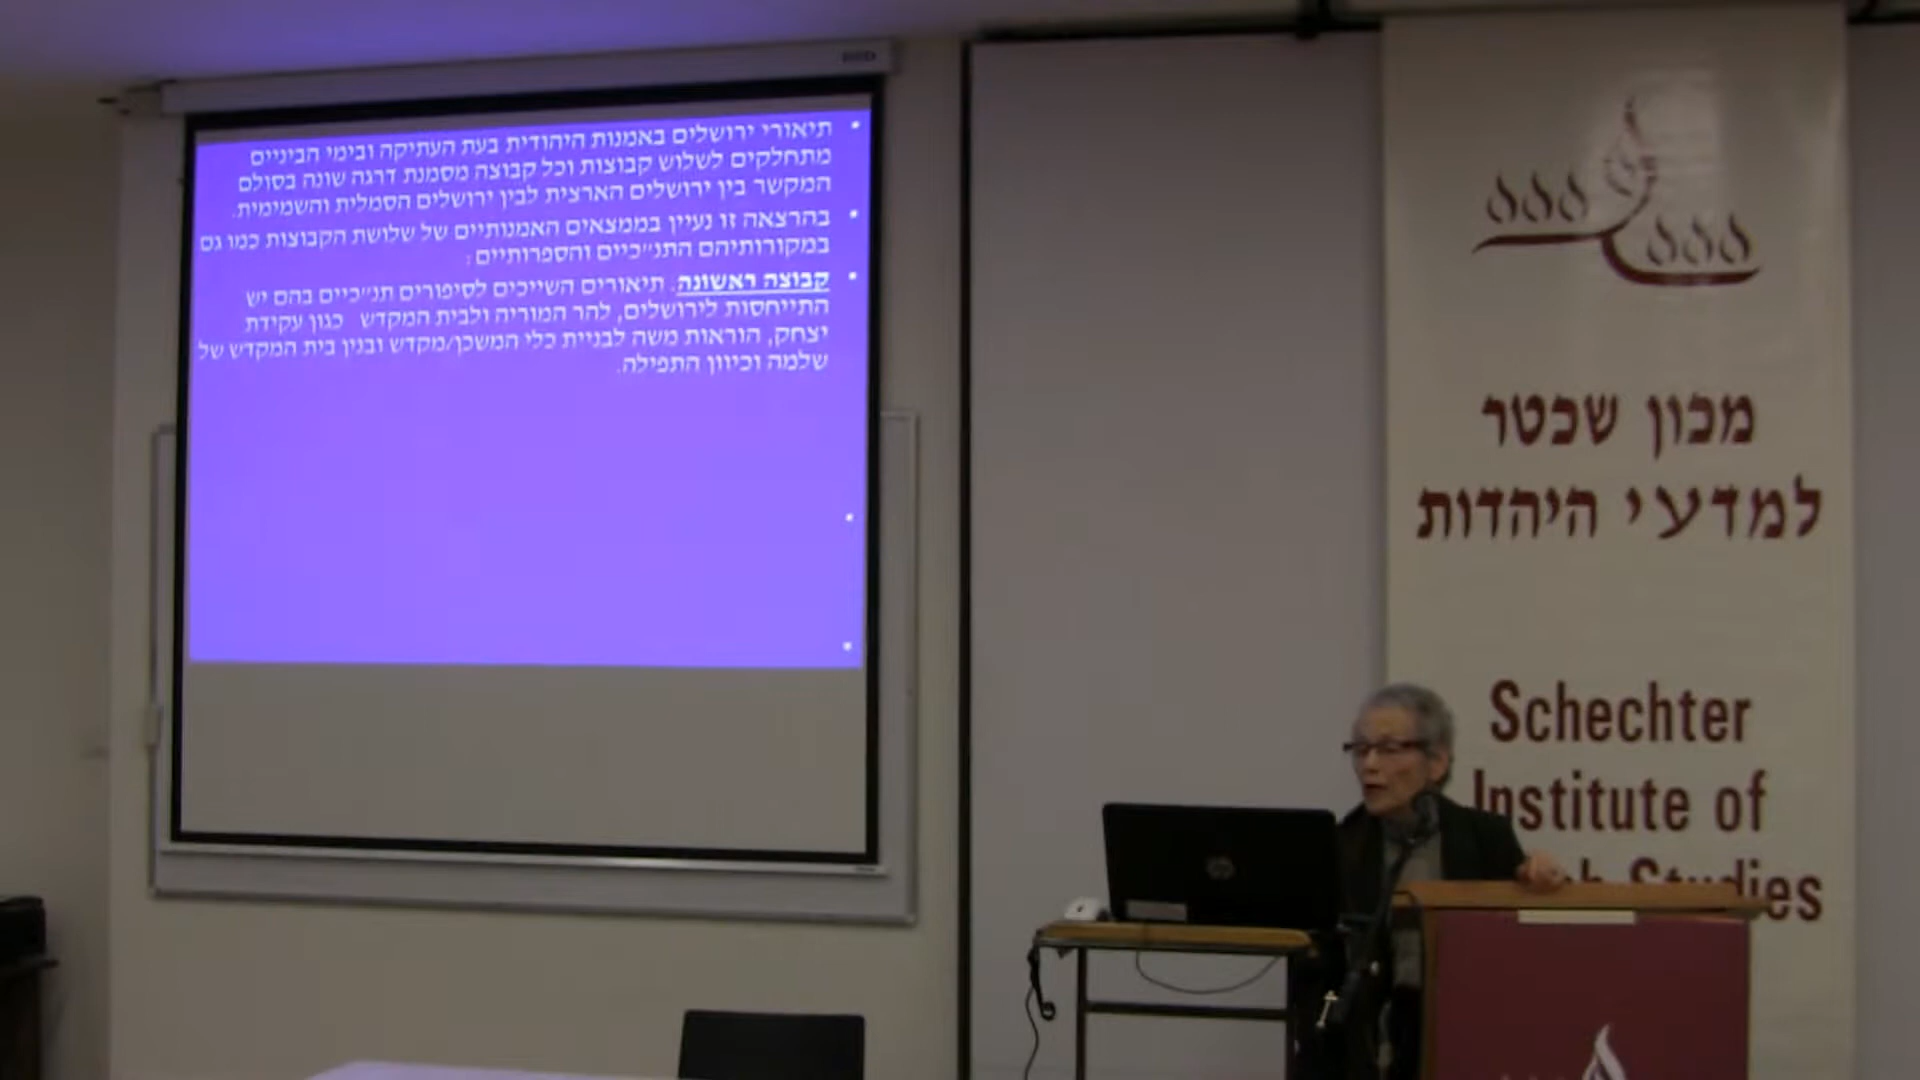 תיאורי ירושלים באמנות היהודית בעת העתיקה ובימי הביניים
מתחלקים לשלוש קבוצות וכל קבוצה מסמנת דרגה שונה בסולם
המקשר בין ירושלים הארצית לבין ירושלים הסמלית והשמימית.
בהרצאה זו נעיין בממצאים האמנותיים של שלושת הקבוצות כמו גם
במקורותיהם התנ״כיים והספרותיים :
קבוצה ראשונה. תיאורים השייכים לסיפורים תנ״כיים בהם יש
התייחסות לירושלים, להר המוריה ולבית המקדש כגון עקידת
יצחק, הוראות משה לבניית כלי המשכן/מקדש ובנין בית המקדש של
שלמה וכיוון התפילה.
מכון שכטר
למדעי היהדות
Schechter
Institute of
Studies
hp